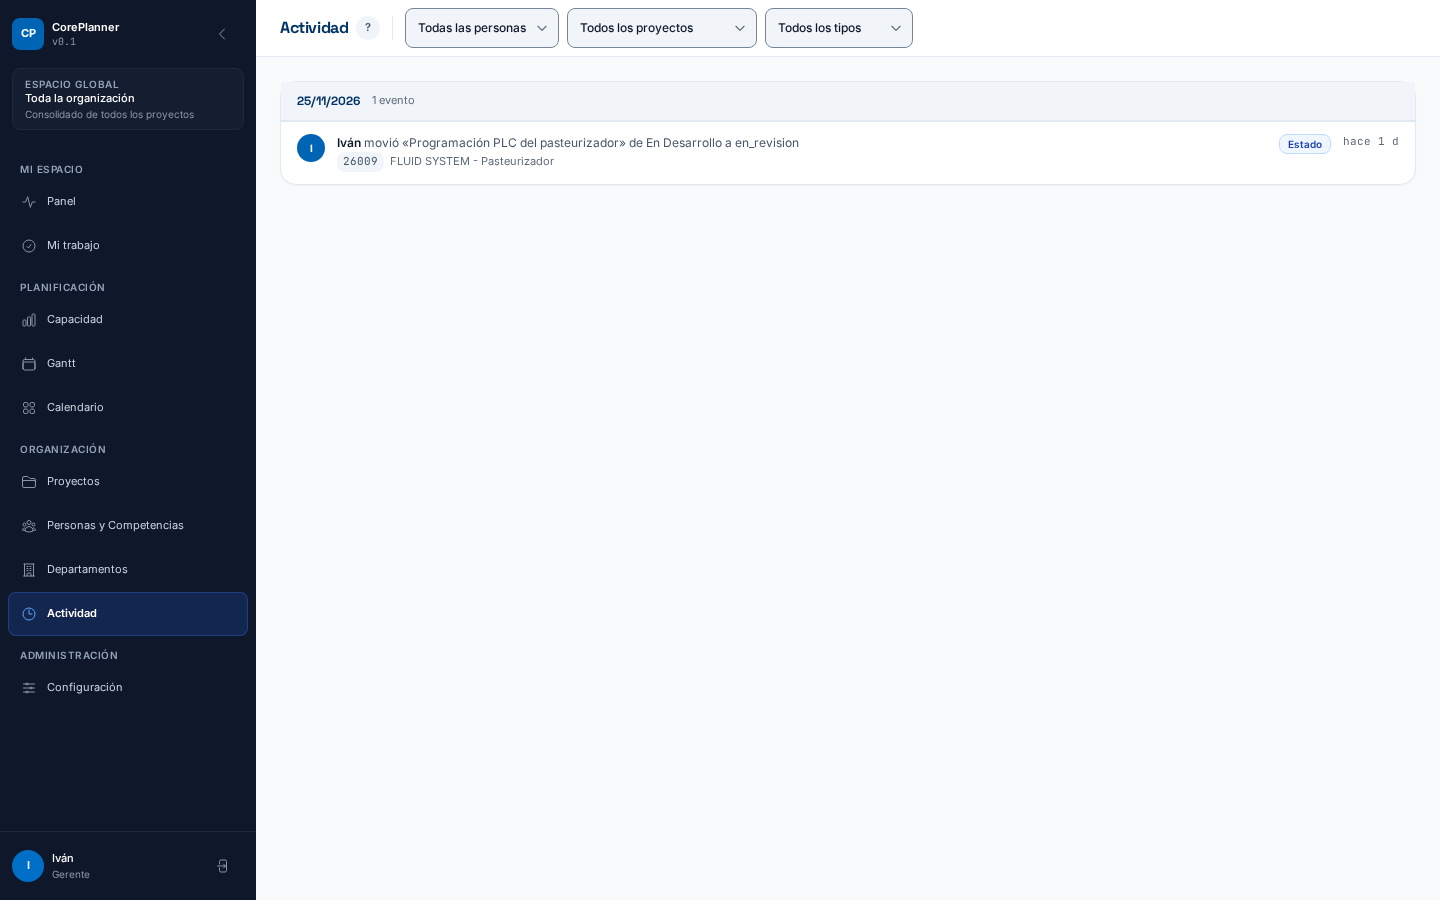 CP
CorePlanner
v0.1
ESPACIO GLOBAL
Toda la organización
Consolidado de todos los proyectos
MI ESPACIO
Panel
Mi trabajo
PLANIFICACIÓN
Capacidad
Gantt
Calendario
ORGANIZACIÓN
Proyectos
Personas y Competencias
Departamentos
Actividad
ADMINISTRACIÓN
Configuración
I
Iván
Gerente
Actividad ?
Todas las personas
Todos los proyectos
Todos los tipos
25/11/2026 1 evento
I
Iván movió «Programación PLC del pasteurizador» de En Desarrollo a en_revision
26009 FLUID SYSTEM - Pasteurizador
Estado
hace 1 d